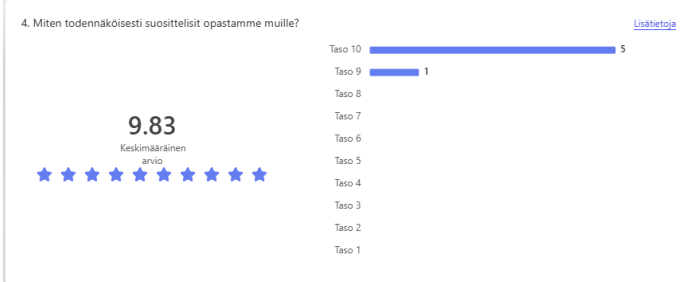 4. Miten todennäköisesti suosittelisit opastamme muille?
Lisätietoja
9.83
Keskimääräinen
arvio
Taso 10 5
Taso 9 1
Taso 8
Taso 7
Taso 6
Taso 5
Taso 4
Taso 3
Taso 2
Taso 1